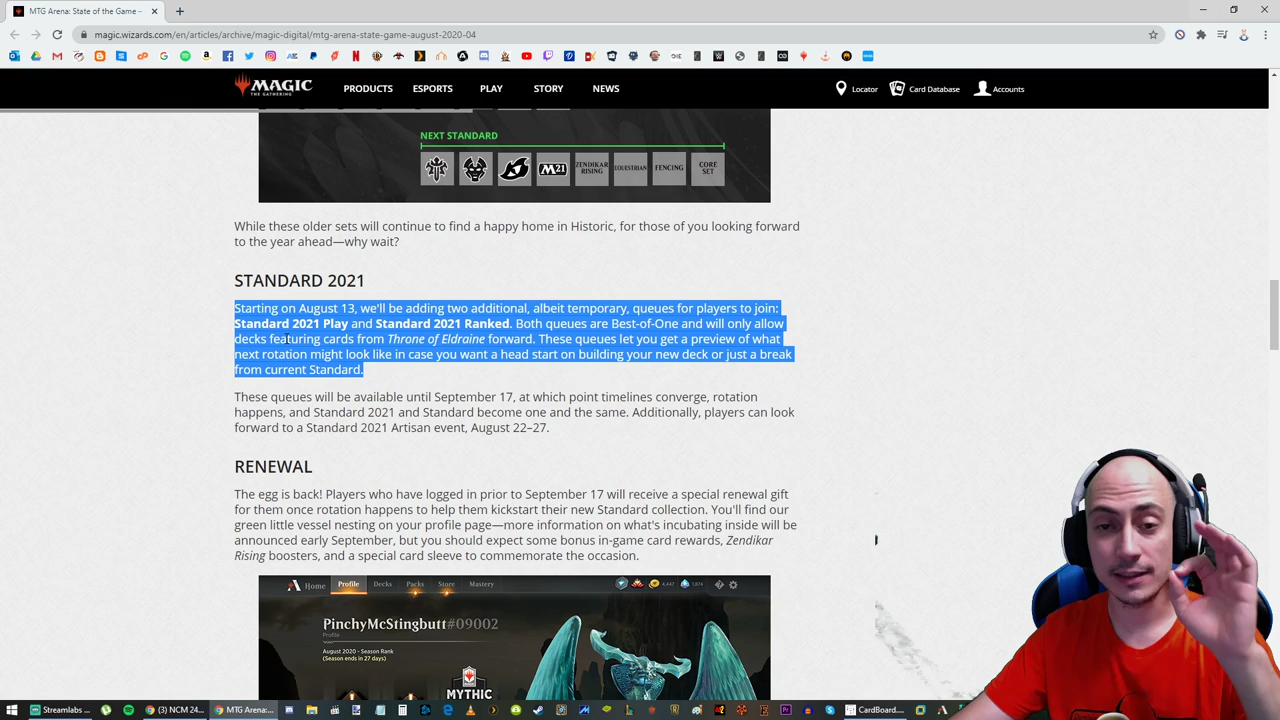 MTG Arena: State of the Game –
magic.wizards.com/en/articles/archive/magic-digital/mtg-arena-state-game-august-2020-04
MAGIC
THE GATHERING
PRODUCTS ESPORTS PLAY STORY NEWS
Locator Card Database Accounts
NEXT STANDARD
M21 ZENDIKAR RISING EQUESTRIAN FENCING CORE SET
While these older sets will continue to find a happy home in Historic, for those of you looking forward
to the year ahead—why wait?
STANDARD 2021
Starting on August 13, we'll be adding two additional, albeit temporary, queues for players to join:
Standard 2021 Play and Standard 2021 Ranked. Both queues are Best-of-One and will only allow
decks featuring cards from Throne of Eldraine forward. These queues let you get a preview of what
next rotation might look like in case you want a head start on building your new deck or just a break
from current Standard.
These queues will be available until September 17, at which point timelines converge, rotation
happens, and Standard 2021 and Standard become one and the same. Additionally, players can look
forward to a Standard 2021 Artisan event, August 22–27.
RENEWAL
The egg is back! Players who have logged in prior to September 17 will receive a special renewal gift
for them once rotation happens to help them kickstart their new Standard collection. You'll find our
green little vessel nesting on your profile page—more information on what's incubating inside will be
announced early September, but you should expect some bonus in-game card rewards, Zendikar
Rising boosters, and a special card sleeve to commemorate the occasion.
Home Profile Decks Packs Store Mastery 4,447 1,874
PinchyMcStingbutt#09002
Profile
August 2020 - Season Rank
(Season ends in 27 days)
MYTHIC
Streamlabs ... (3) NCM 24... MTG Arena:... CardBoard...